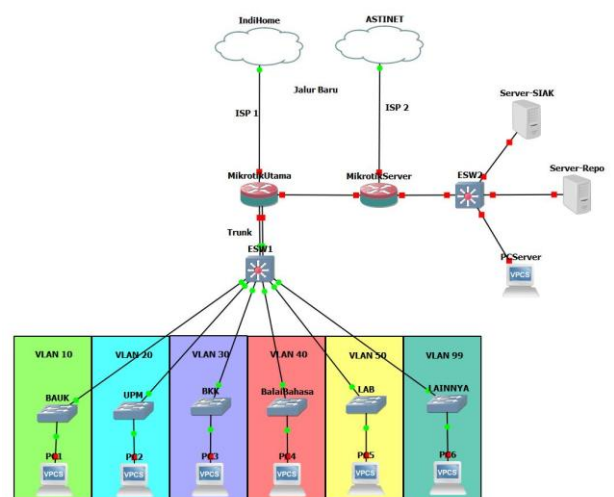 IndiHome
ASTINET
Jalur Baru
ISP 1
ISP 2
Server-SIAK
MikrotikUtama
MikrotikServer
ESW2
Server-Repo
Trunk
ESW1
PCServer
VPCS
VLAN 10
VLAN 20
VLAN 30
VLAN 40
VLAN 50
VLAN 99
BAUK
UPM
BKK
BalaiBahasa
LAB
LAINNYA
PC1
PC2
PC3
PC4
PC5
PC6
VPCS
VPCS
VPCS
VPCS
VPCS
VPCS